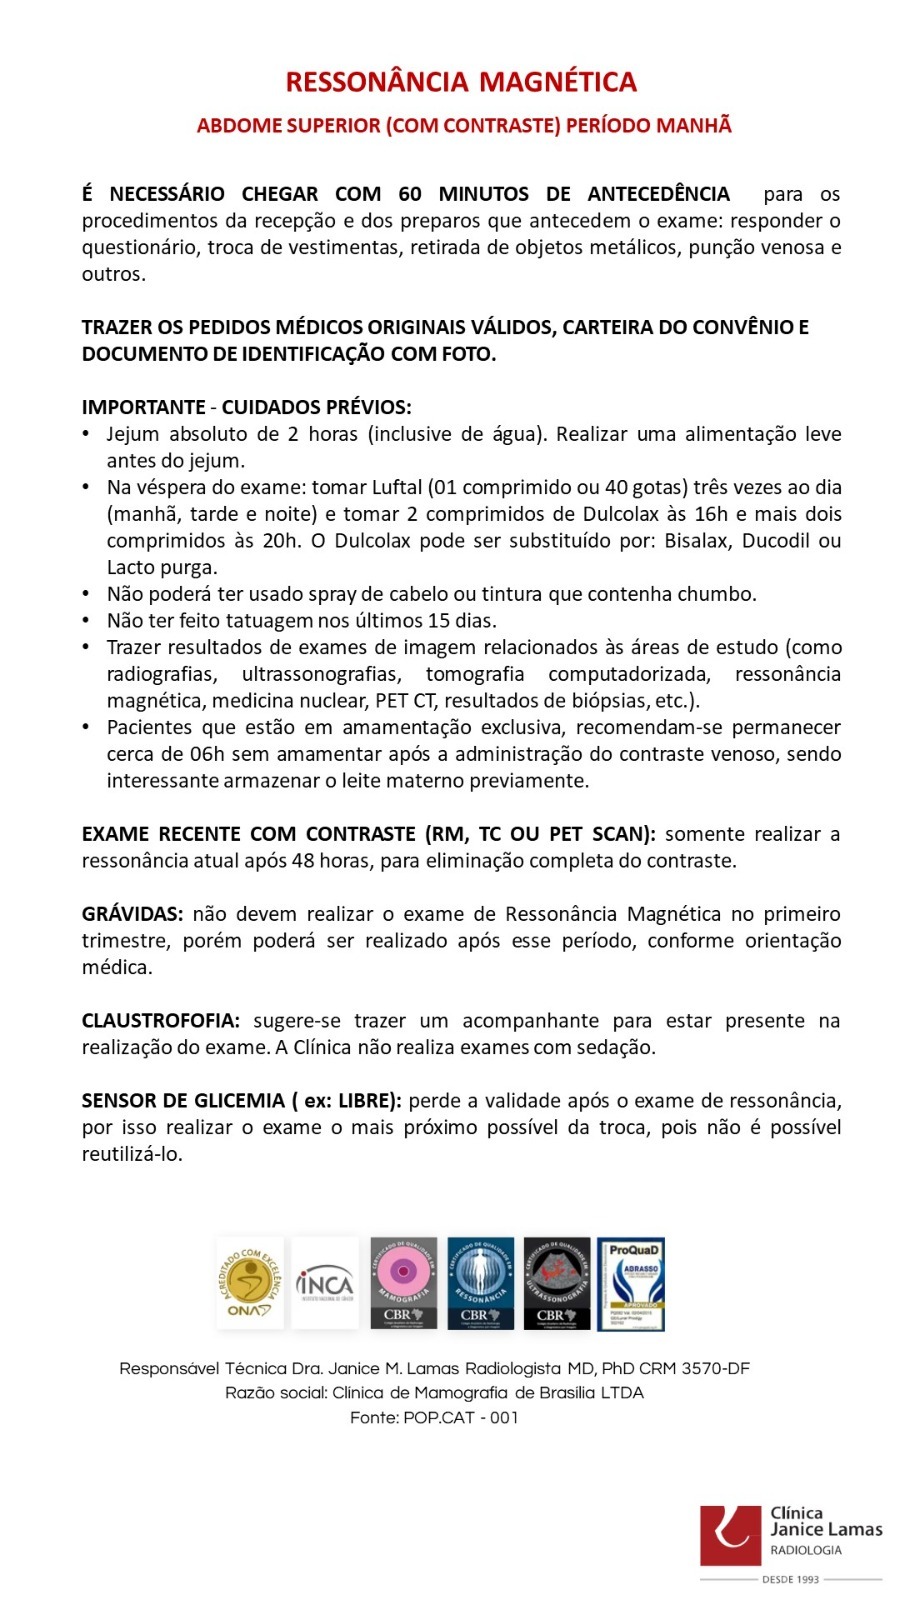 RESSONÂNCIA MAGNÉTICA
ABDOME SUPERIOR (COM CONTRASTE) PERÍODO MANHÃ
É NECESSÁRIO CHEGAR COM 60 MINUTOS DE ANTECEDÊNCIA para os
procedimentos da recepção e dos preparos que antecedem o exame: responder o
questionário, troca de vestimentas, retirada de objetos metálicos, punção venosa e
outros.
TRAZER OS PEDIDOS MÉDICOS ORIGINAIS VÁLIDOS, CARTEIRA DO CONVÊNIO E
DOCUMENTO DE IDENTIFICAÇÃO COM FOTO.
IMPORTANTE - CUIDADOS PRÉVIOS:
• Jejum absoluto de 2 horas (inclusive de água). Realizar uma alimentação leve
antes do jejum.
• Na véspera do exame: tomar Luftal (01 comprimido ou 40 gotas) três vezes ao dia
(manhã, tarde e noite) e tomar 2 comprimidos de Dulcolax às 16h e mais dois
comprimidos às 20h. O Dulcolax pode ser substituído por: Bisalax, Ducodil ou
Lacto purga.
• Não poderá ter usado spray de cabelo ou tintura que contenha chumbo.
• Não ter feito tatuagem nos últimos 15 dias.
• Trazer resultados de exames de imagem relacionados às áreas de estudo (como
radiografias, ultrassonografias, tomografia computadorizada, ressonância
magnética, medicina nuclear, PET CT, resultados de biópsias, etc.).
• Pacientes que estão em amamentação exclusiva, recomendam-se permanecer
cerca de 06h sem amamentar após a administração do contraste venoso, sendo
interessante armazenar o leite materno previamente.
EXAME RECENTE COM CONTRASTE (RM, TC OU PET SCAN): somente realizar a
ressonância atual após 48 horas, para eliminação completa do contraste.
GRÁVIDAS: não devem realizar o exame de Ressonância Magnética no primeiro
trimestre, porém poderá ser realizado após esse período, conforme orientação
médica.
CLAUSTROFOFIA: sugere-se trazer um acompanhante para estar presente na
realização do exame. A Clínica não realiza exames com sedação.
SENSOR DE GLICEMIA ( ex: LIBRE): perde a validade após o exame de ressonância,
por isso realizar o exame o mais próximo possível da troca, pois não é possível
reutilizá-lo.
ACREDITADO COM EXCELÊNCIA
ONA
INCA
CERTIFICADO DE QUALIDADE EM
MAMOGRAFIA
CBR
CERTIFICADO DE QUALIDADE EM
RESSONÂNCIA
CBR
CERTIFICADO DE QUALIDADE EM
ULTRASSONOGRAFIA
CBR
ProQuaD
ABRASSO
APROVADO
Responsável Técnica Dra. Janice M. Lamas Radiologista MD, PhD CRM 3570-DF
Razão social: Clínica de Mamografia de Brasilia LTDA
Fonte: POP.CAT - 001
Clínica
Janice Lamas
RADIOLOGIA
DESDE 1993